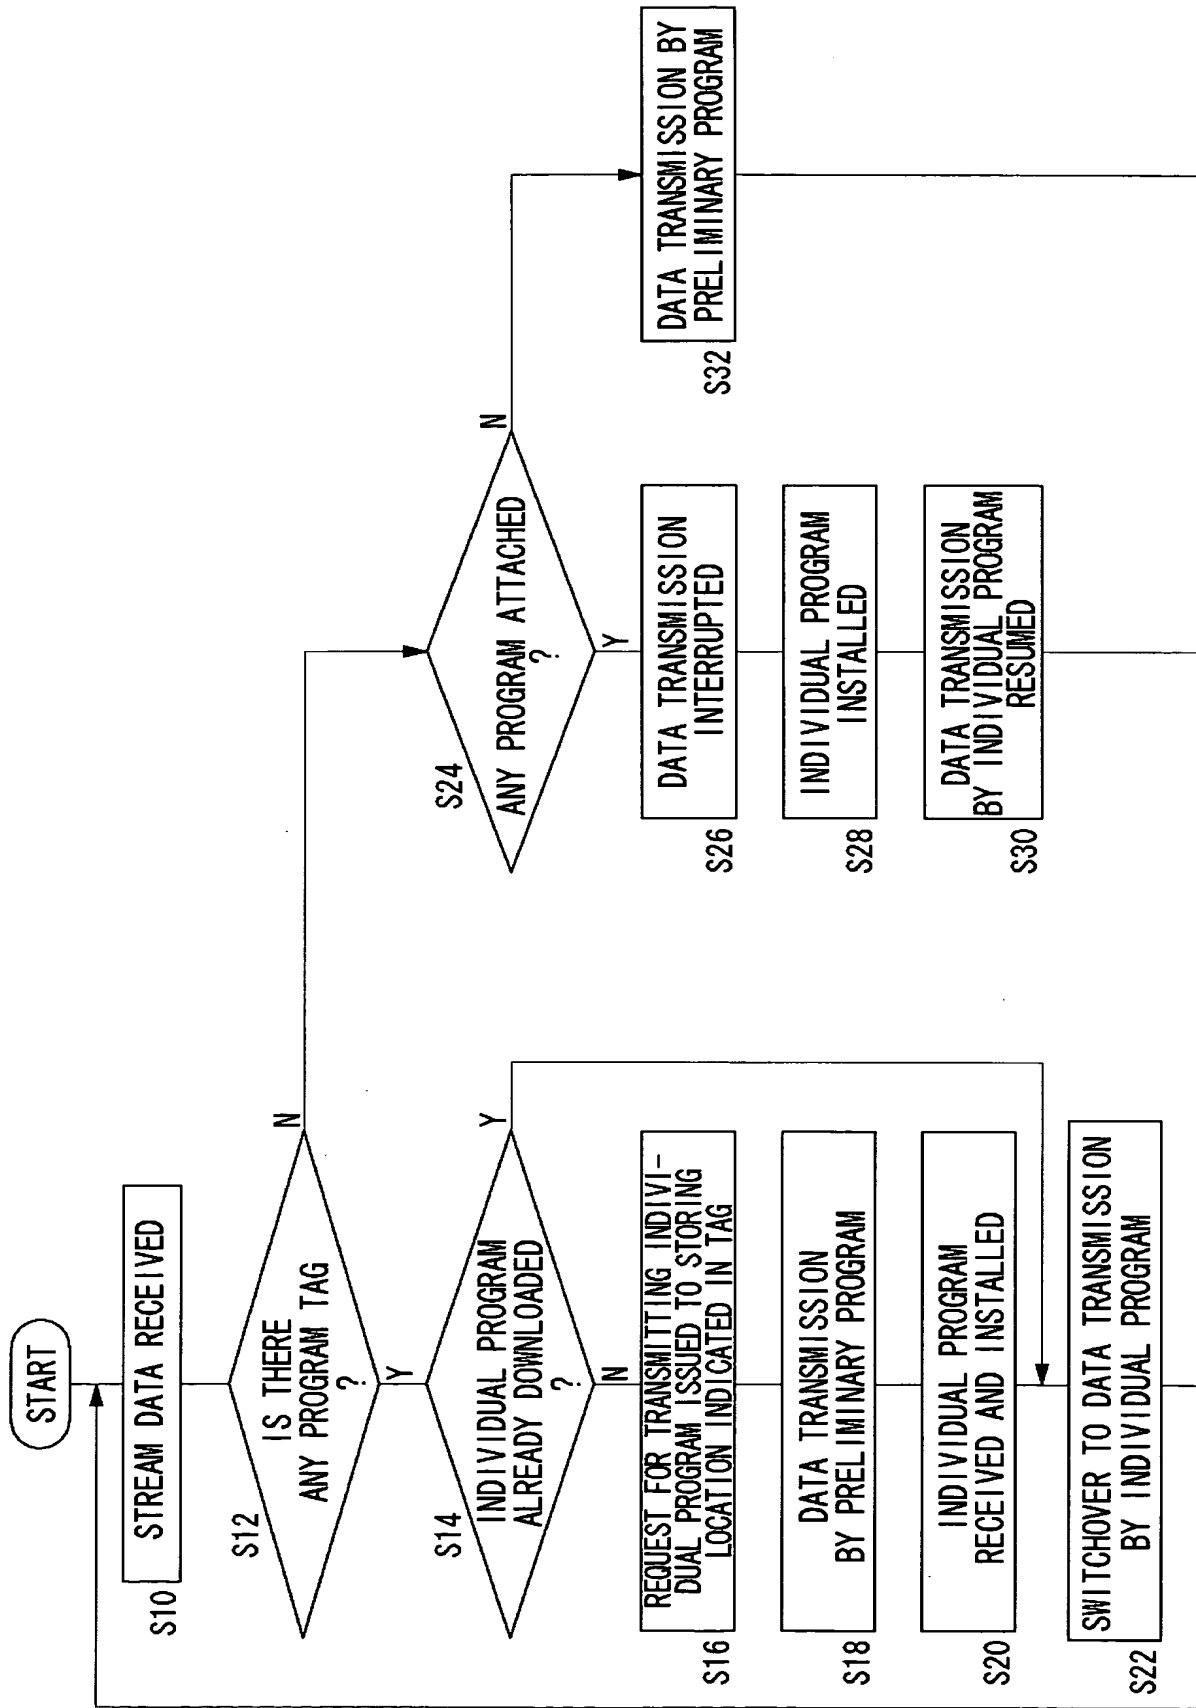 START
STREAM DATA RECEIVED
S10
IS THERE
ANY PROGRAM TAG
?
S12
N
Y
INDIVIDUAL PROGRAM
ALREADY DOWNLOADED
?
S14
Y
N
REQUEST FOR TRANSMITTING INDIVI-
DUAL PROGRAM ISSUED TO STORING
LOCATION INDICATED IN TAG
S16
DATA TRANSMISSION
BY PRELIMINARY PROGRAM
S18
INDIVIDUAL PROGRAM
RECEIVED AND INSTALLED
S20
SWITCHOVER TO DATA TRANSMISSION
BY INDIVIDUAL PROGRAM
S22
ANY PROGRAM ATTACHED
?
S24
N
Y
DATA TRANSMISSION
INTERRUPTED
S26
INDIVIDUAL PROGRAM
INSTALLED
S28
DATA TRANSMISSION
BY INDIVIDUAL PROGRAM
RESUMED
S30
DATA TRANSMISSION BY
PRELIMINARY PROGRAM
S32